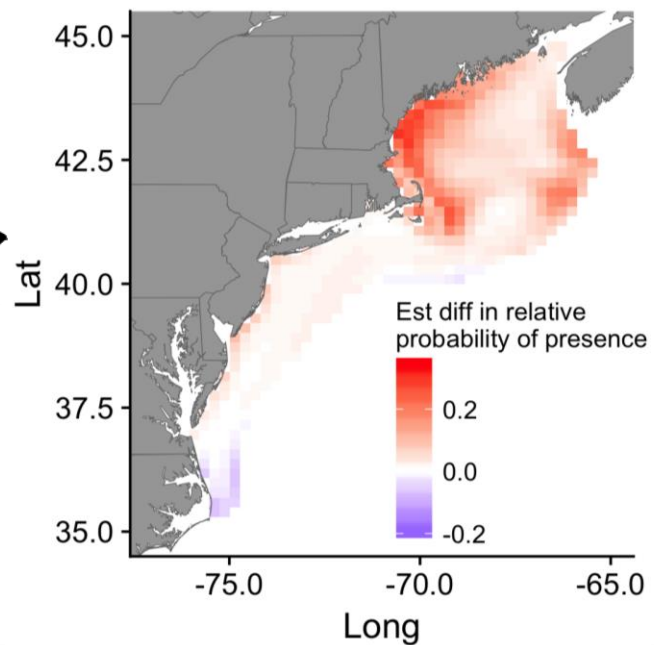 45.0
42.5
40.0
37.5
35.0
Lat
Est diff in relative
probability of presence
0.2
0.0
-0.2
-75.0 -70.0 -65.0
Long